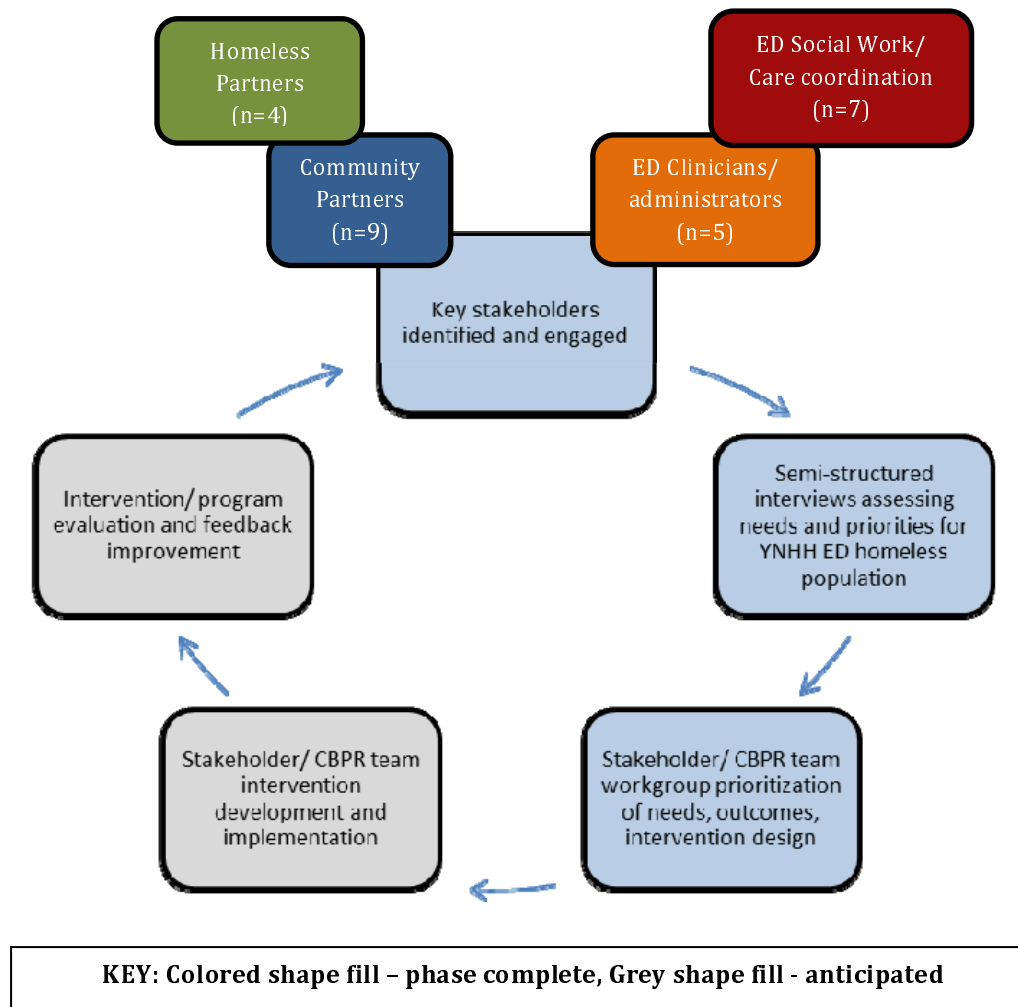 Homeless
Partners
(n=4)
ED Social Work/
Care coordination
(n=7)
Community
Partners
(n=9)
ED Clinicians/
administrators
(n=5)
Key stakeholders
identified and engaged
Semi-structured
interviews assessing
needs and priorities for
YNHH ED homeless
population
Stakeholder/ CBPR team
workgroup prioritization
of needs, outcomes,
intervention design
Stakeholder/ CBPR team
intervention
development and
implementation
Intervention/ program
evaluation and feedback
improvement
KEY: Colored shape fill – phase complete, Grey shape fill - anticipated